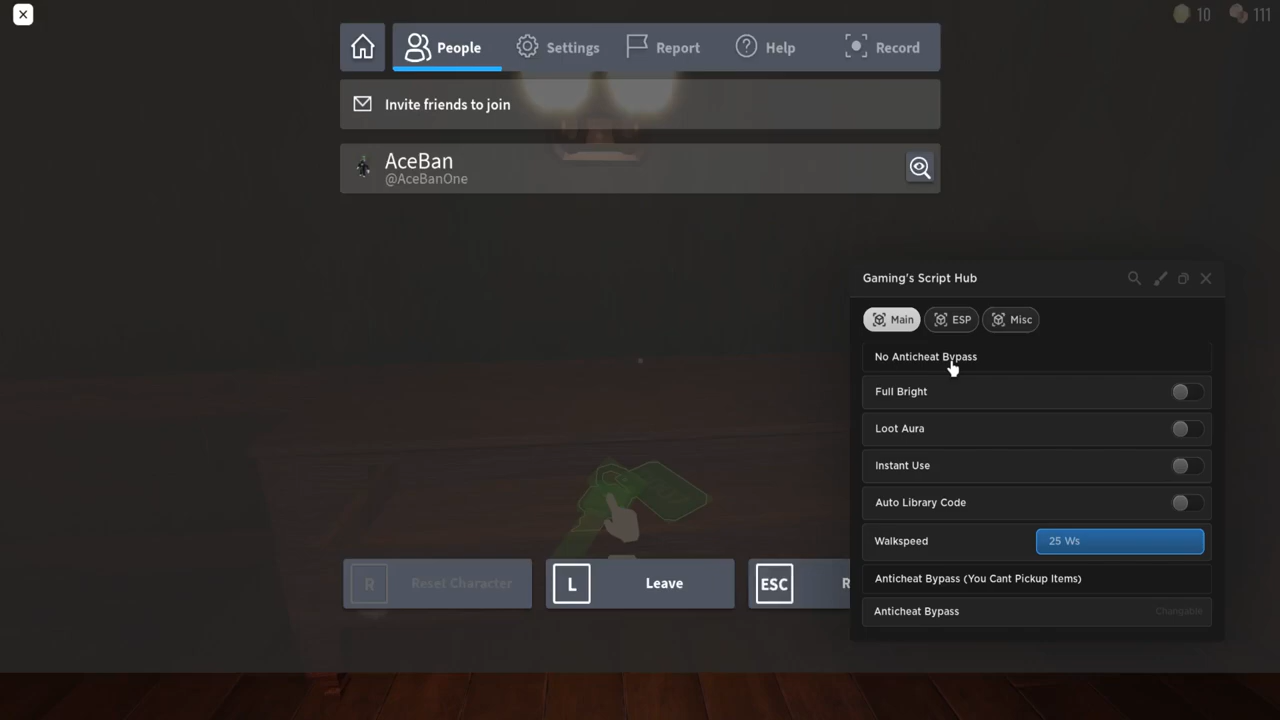 10 111
People Settings Report Help Record
Invite friends to join
AceBan
@AceBanOne
Gaming's Script Hub
Main ESP Misc
No Anticheat Bypass
Full Bright
Loot Aura
Instant Use
Auto Library Code
Walkspeed 25 Ws
Anticheat Bypass (You Cant Pickup Items)
Anticheat Bypass Changable
R Reset Character L Leave ESC R